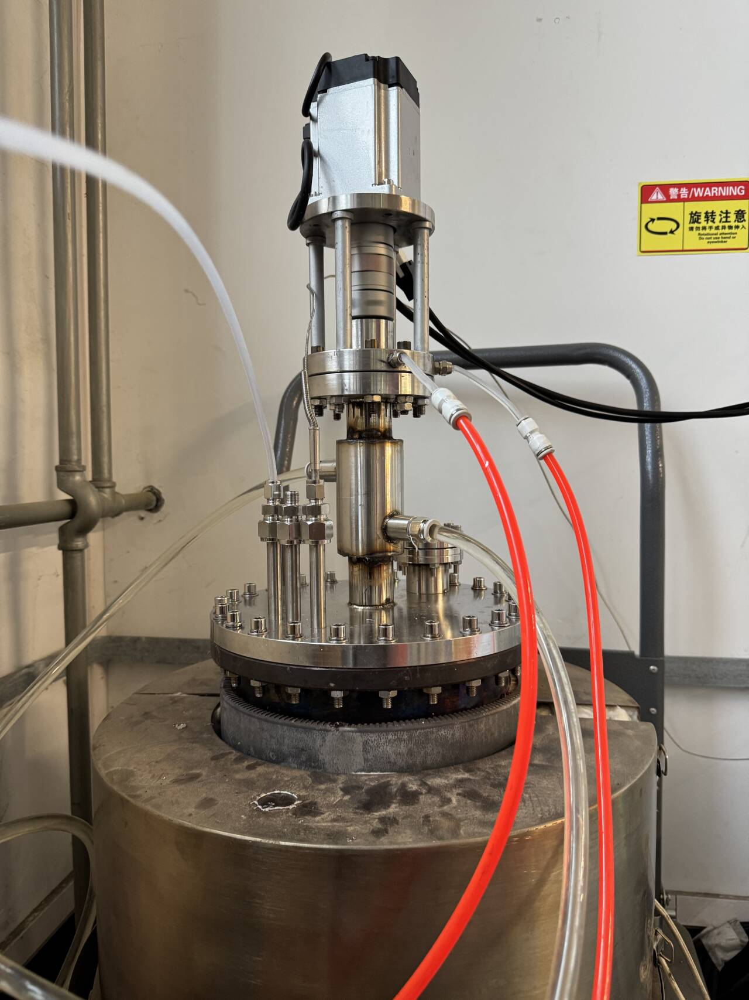 警告/WARNING
旋转注意
请勿将手或异物伸入
Rotational attention
Do not use hand or
eyewinker